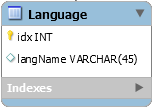 Language
idx INT
langName VARCHAR(45)
Indexes